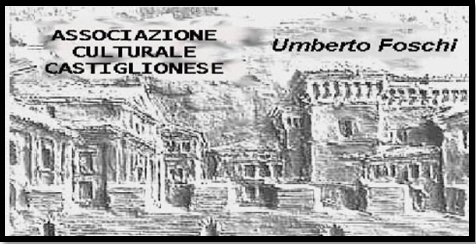 ASSOCIAZIONE
CULTURALE
CASTIGLIONESE
Umberto Foschi